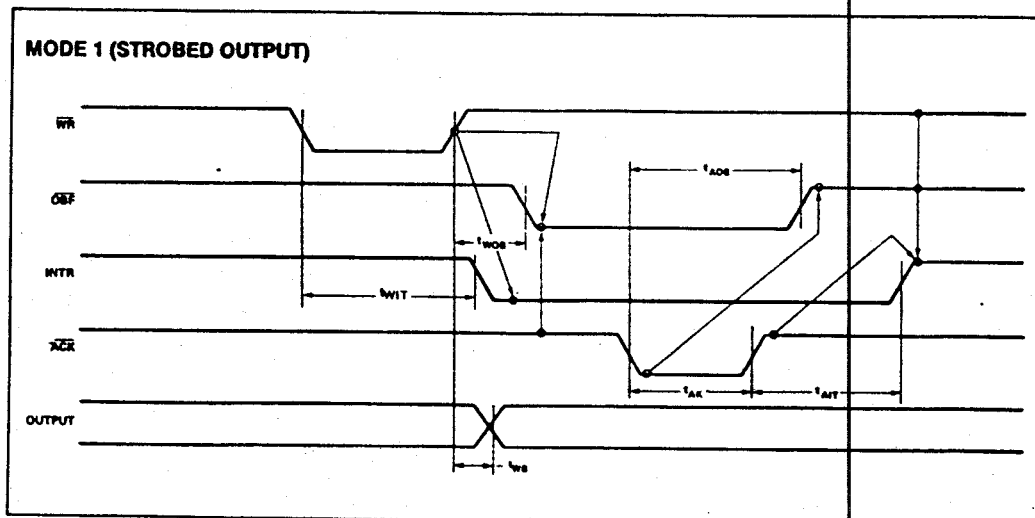 MODE 1 (STROBED OUTPUT)
WR
tAOB
OBF
tWOB
INTR
tWIT
ACK
tAK
tAIT
OUTPUT
tWB